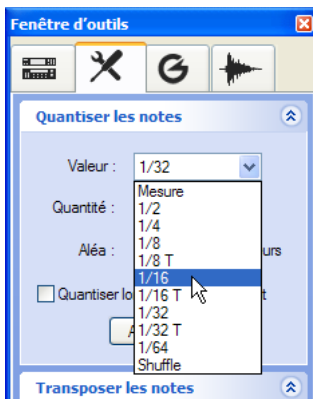 Fenêtre d'outils
Quantiser les notes
Valeur : 1/32
Mesure
Quantité :
1/2
1/4
1/8
Aléa :
1/8 T
urs
1/16
Quantiser lo
1/16 T
t
1/32
A
1/32 T
1/64
Shuffle
Transposer les notes